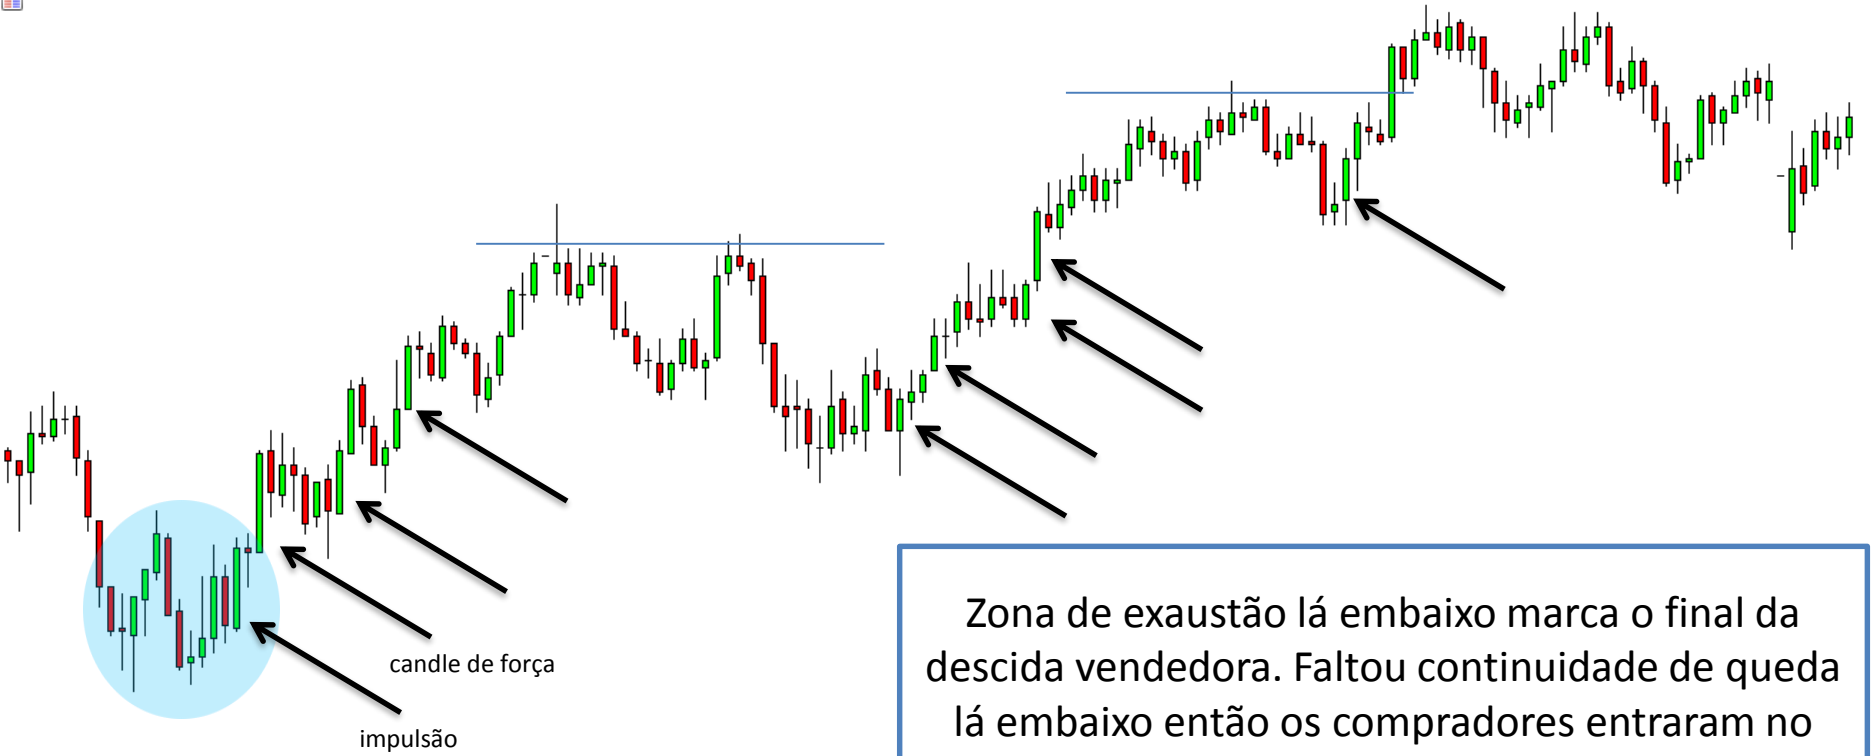 candle de força
impulsão
Zona de exaustão lá embaixo marca o final da
descida vendedora. Faltou continuidade de queda
lá embaixo então os compradores entraram no